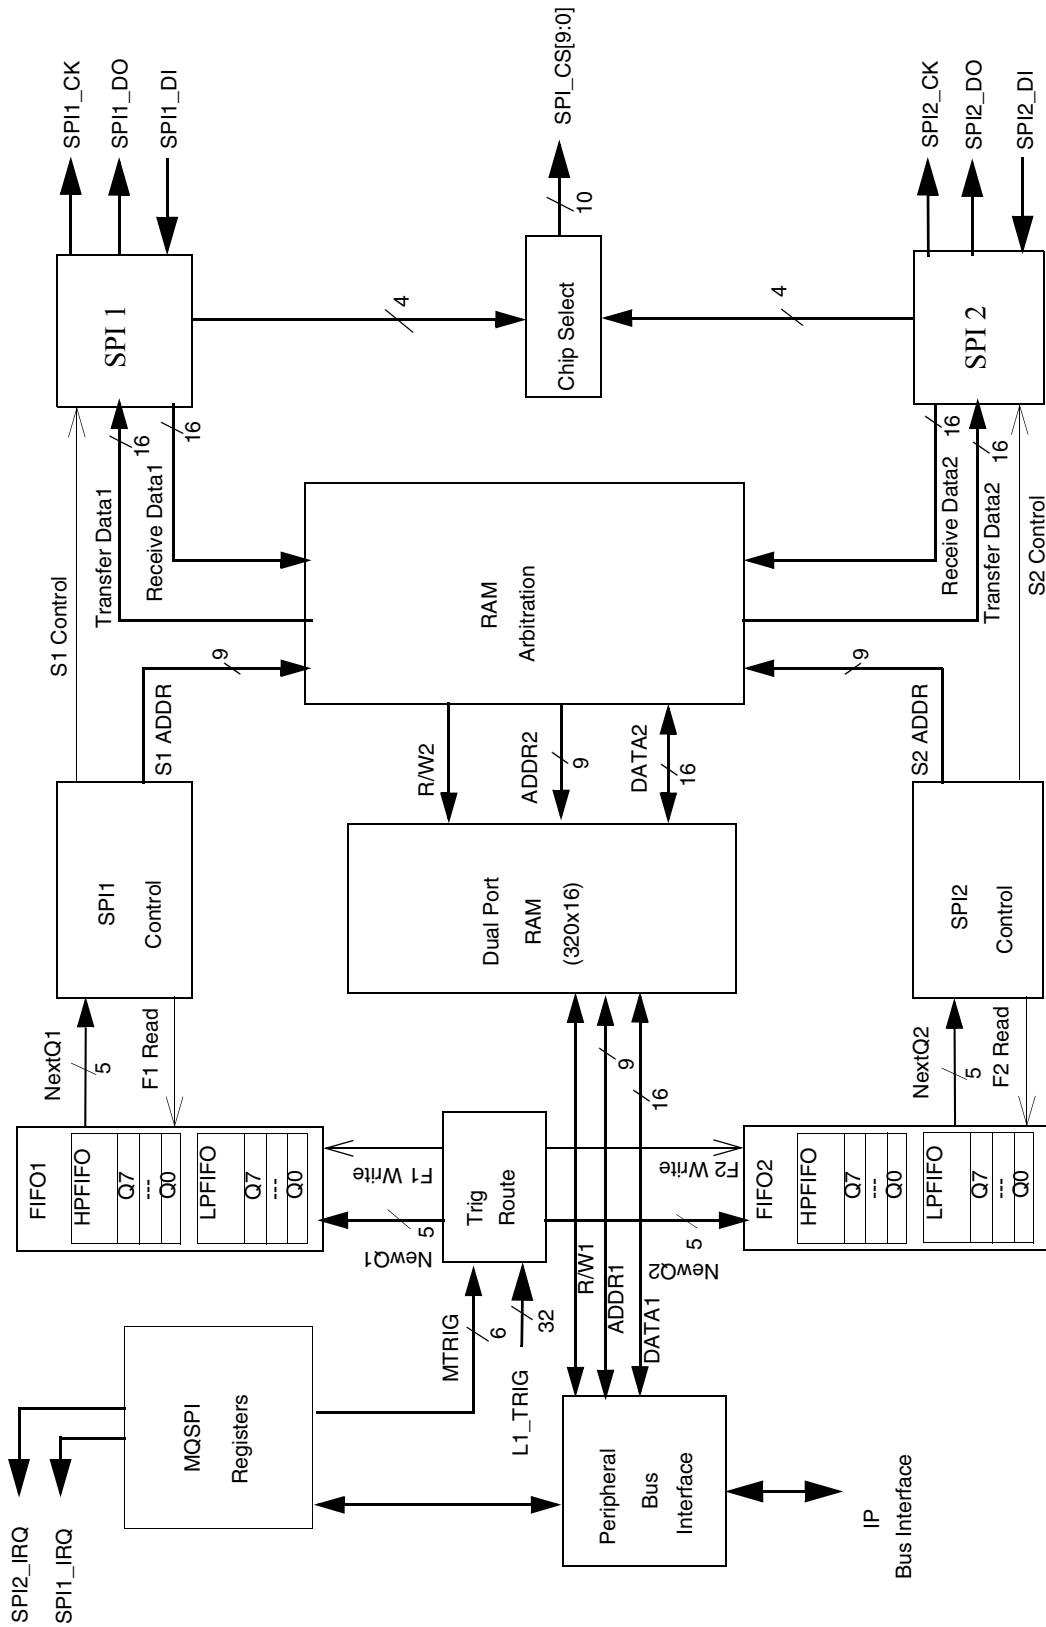 SPI2_IRQ
SPI1_IRQ
MQSPI
Registers
Peripheral
Bus
Interface
IP
Bus Interface
MTRIG
6
L1_TRIG
32
R/W1
ADDR1
9
DATA1
16
Trig
Route
NewQ1
5
F1 Write
NewQ2
5
F2 Write
FIFO1
HPFIFO
Q7
---
Q0
LPFIFO
Q7
---
Q0
FIFO2
HPFIFO
Q7
---
Q0
LPFIFO
Q7
---
Q0
NextQ1
5
F1 Read
NextQ2
5
F2 Read
SPI1
Control
Dual Port
RAM
(320x16)
SPI2
Control
R/W2
ADDR2
9
DATA2
16
S1 Control
S1 ADDR
9
S2 ADDR
9
S2 Control
RAM
Arbitration
Transfer Data1
16
Receive Data1
16
Receive Data2
16
Transfer Data2
16
SPI 1
4
Chip Select
4
SPI 2
10
SPI1_CK
SPI1_DO
SPI1_DI
SPI_CS[9:0]
SPI2_CK
SPI2_DO
SPI2_DI